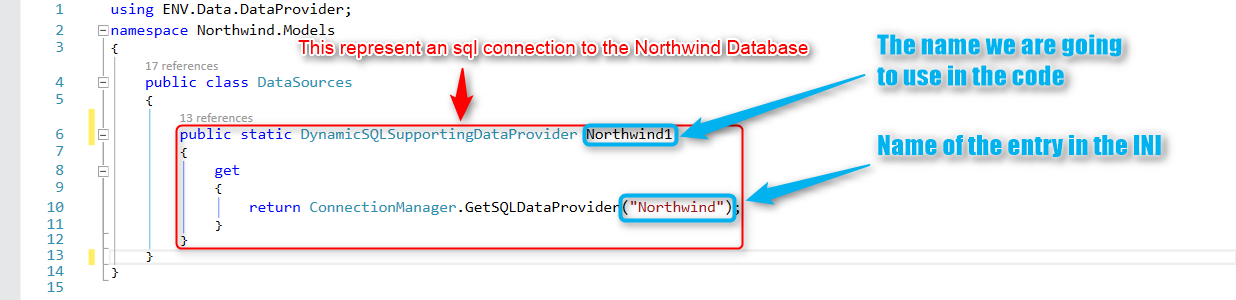 1 using ENV.Data.DataProvider;
2 namespace Northwind.Models
3 {
This represent an sql connection to the Northwind Database
The name we are going
to use in the code
17 references
4 public class DataSources
5 {
13 references
6 public static DynamicSQLSupportingDataProvider Northwind1
7 {
Name of the entry in the INI
8 get
9 {
10 return ConnectionManager.GetSQLDataProvider("Northwind");
11 }
12 }
13 }
14 }
15